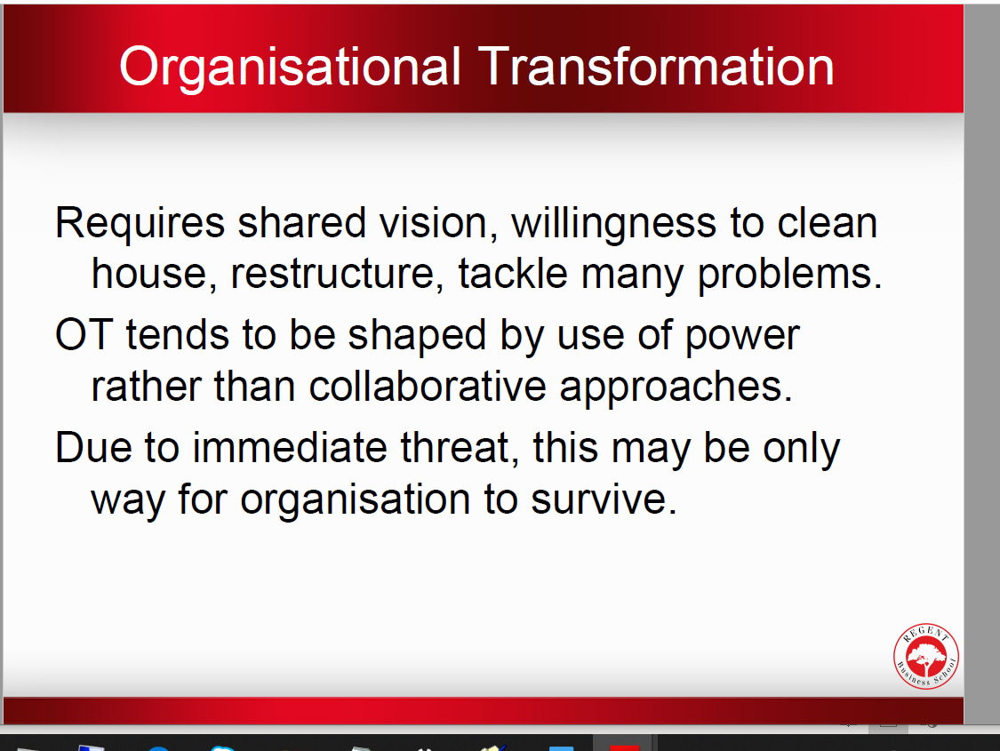 Organisational Transformation
Requires shared vision, willingness to clean
house, restructure, tackle many problems.
OT tends to be shaped by use of power
rather than collaborative approaches.
Due to immediate threat, this may be only
way for organisation to survive.
REGENT
Business School